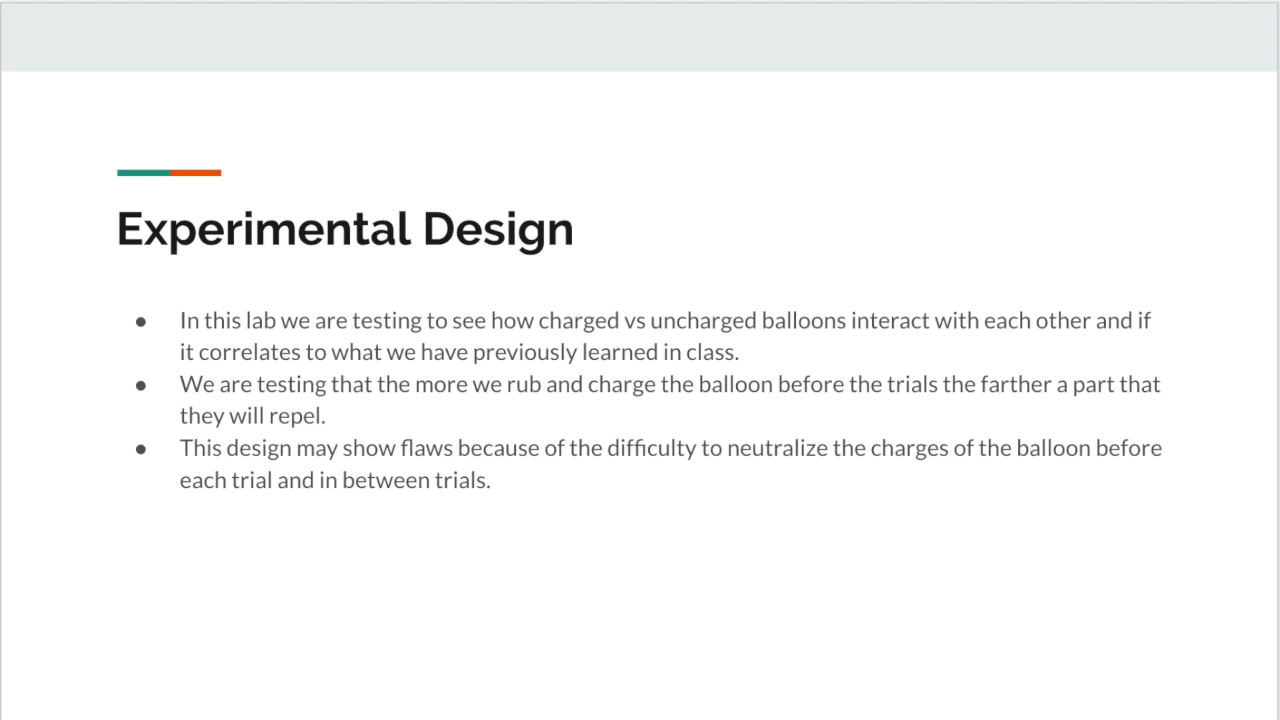 Experimental Design
● In this lab we are testing to see how charged vs uncharged balloons interact with each other and if
it correlates to what we have previously learned in class.
● We are testing that the more we rub and charge the balloon before the trials the farther a part that
they will repel.
● This design may show flaws because of the difficulty to neutralize the charges of the balloon before
each trial and in between trials.